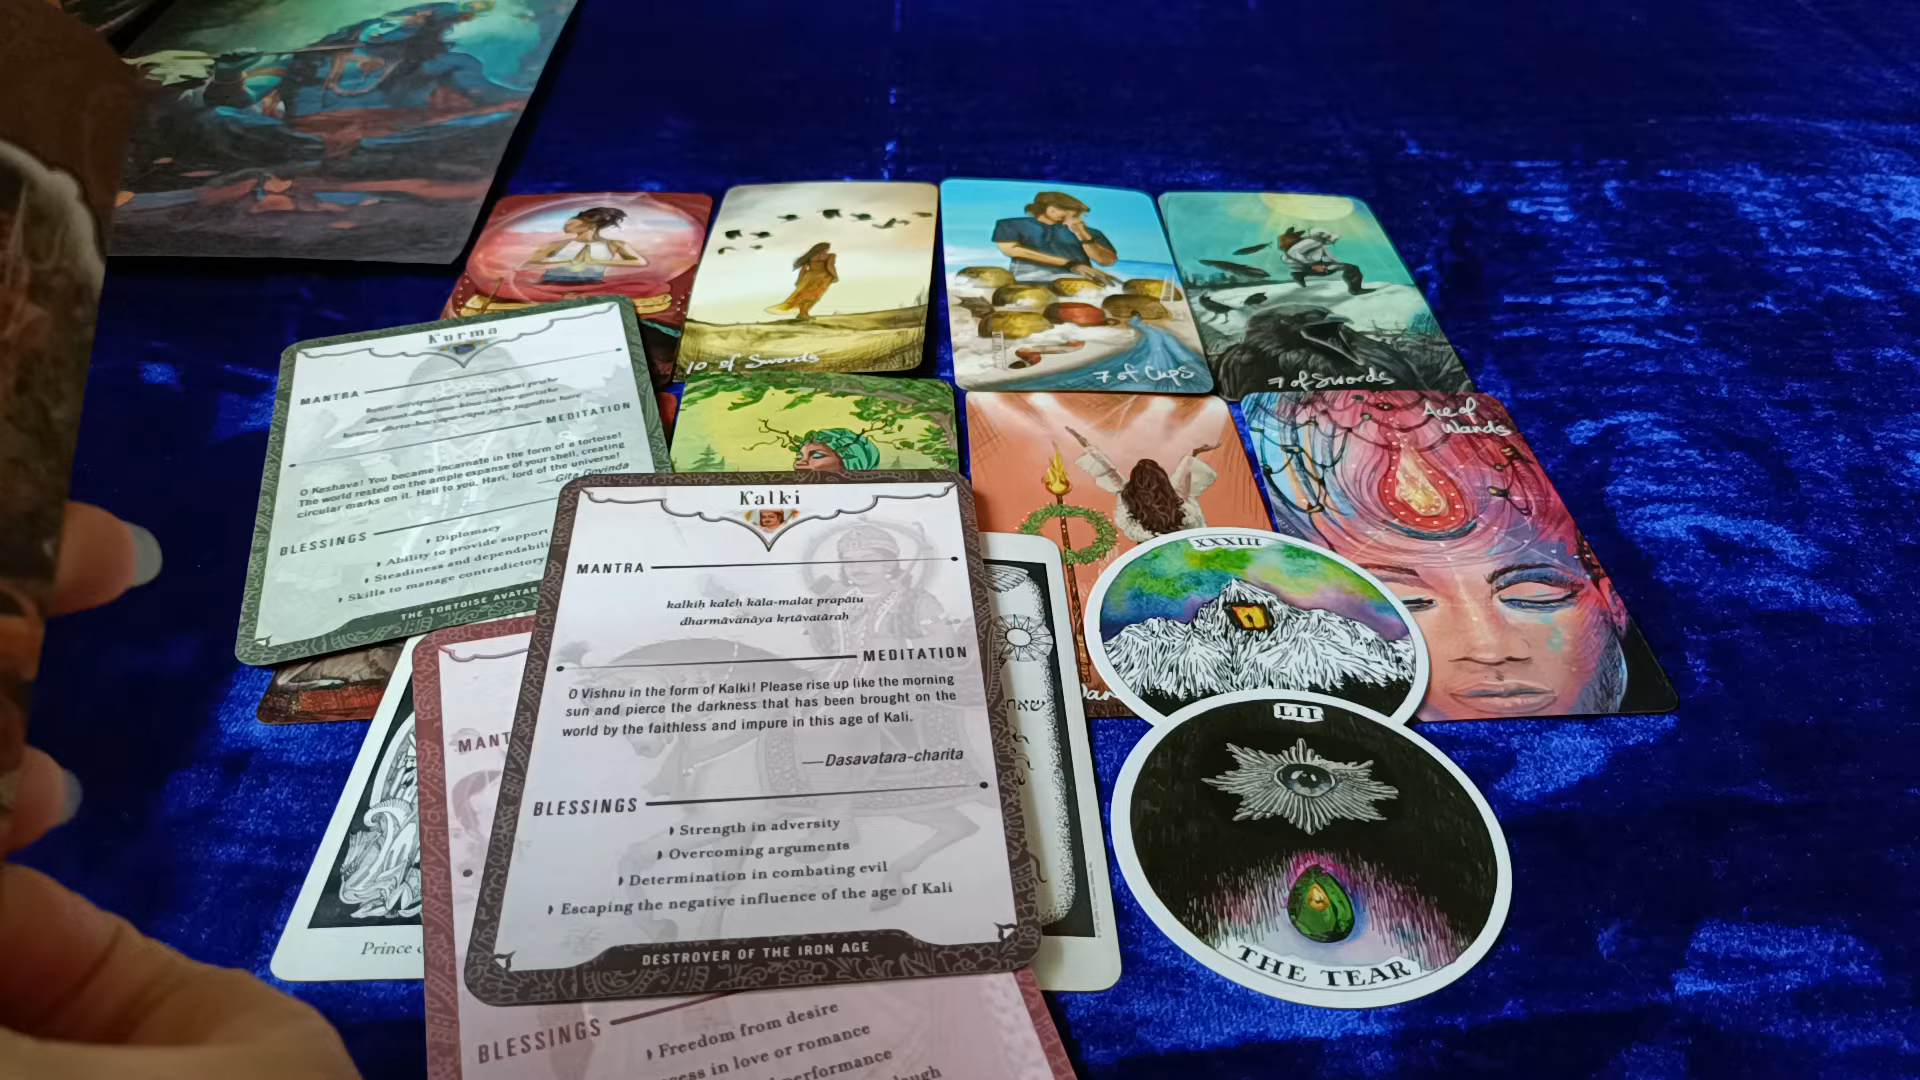 10 of Swords
7 of Cups
7 of Swords
Ace of
Wands
Kurma
MANTRA
MEDITATION
O Keshava! You became incarnate in the form of a tortoise!
The world rested on the ample expanse of your shell, creating
circular marks on it. Hail to you, Hari, lord of the universe!
—Gita Govinda
BLESSINGS
Diplomacy
Ability to provide support
Steadiness and
Skills to manage contradictory
THE TORTOISE AVATAR
Kalki
MANTRA
kalkiḥ kaleḥ kāla-malāt prapātu
dharmāvanāya kṛtāvatāraḥ
MEDITATION
O Vishnu in the form of Kalki! Please rise up like the morning
sun and pierce the darkness that has been brought on the
world by the faithless and impure in this age of Kali.
—Dasavatara-charita
BLESSINGS
Strength in adversity
Overcoming arguments
Determination in combating evil
Escaping the negative influence of the age of Kali
DESTROYER OF THE IRON AGE
XXXIII
LII
THE TEAR
Prince
BLESSINGS
Freedom from desire
in love or romance
performance